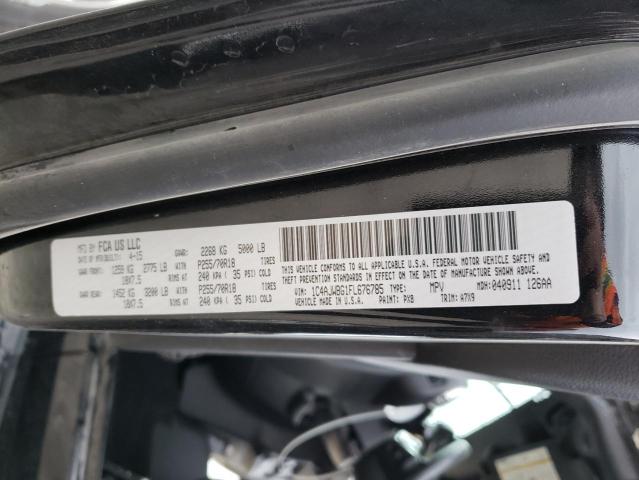 MFD BY FCA US LLC
DATE OF MFR/BUILT: 4-15 GVWR: 2268 KG 5000 LB
GAWR FRONT: 1259 KG 2775 LB WITH P255/70R18 TIRES
18X7.5 RIMS AT 240 KPA ( 35 PSI) COLD
GAWR REAR: 1452 KG 3200 LB WITH P255/70R18 TIRES
18X7.5 RIMS AT 240 KPA ( 35 PSI) COLD
THIS VEHICLE CONFORMS TO ALL APPLICABLE U.S.A. FEDERAL MOTOR VEHICLE SAFETY AND
THEFT PREVENTION STANDARDS IN EFFECT ON THE DATE OF MANUFACTURE SHOWN ABOVE.
MADE IN U.S.A.
VIN: 1C4AJWBG1FL676785 TYPE: MPV MDH: 040911 126AA
PAINT: PX8 TRIM: A7X9